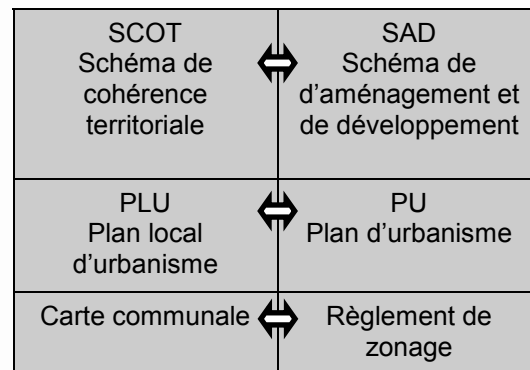 SCOT
Schéma de
cohérence
territoriale
SAD
Schéma de
d'aménagement et
de développement
PLU
Plan local
d'urbanisme
PU
Plan d'urbanisme
Carte communale
Règlement de
zonage